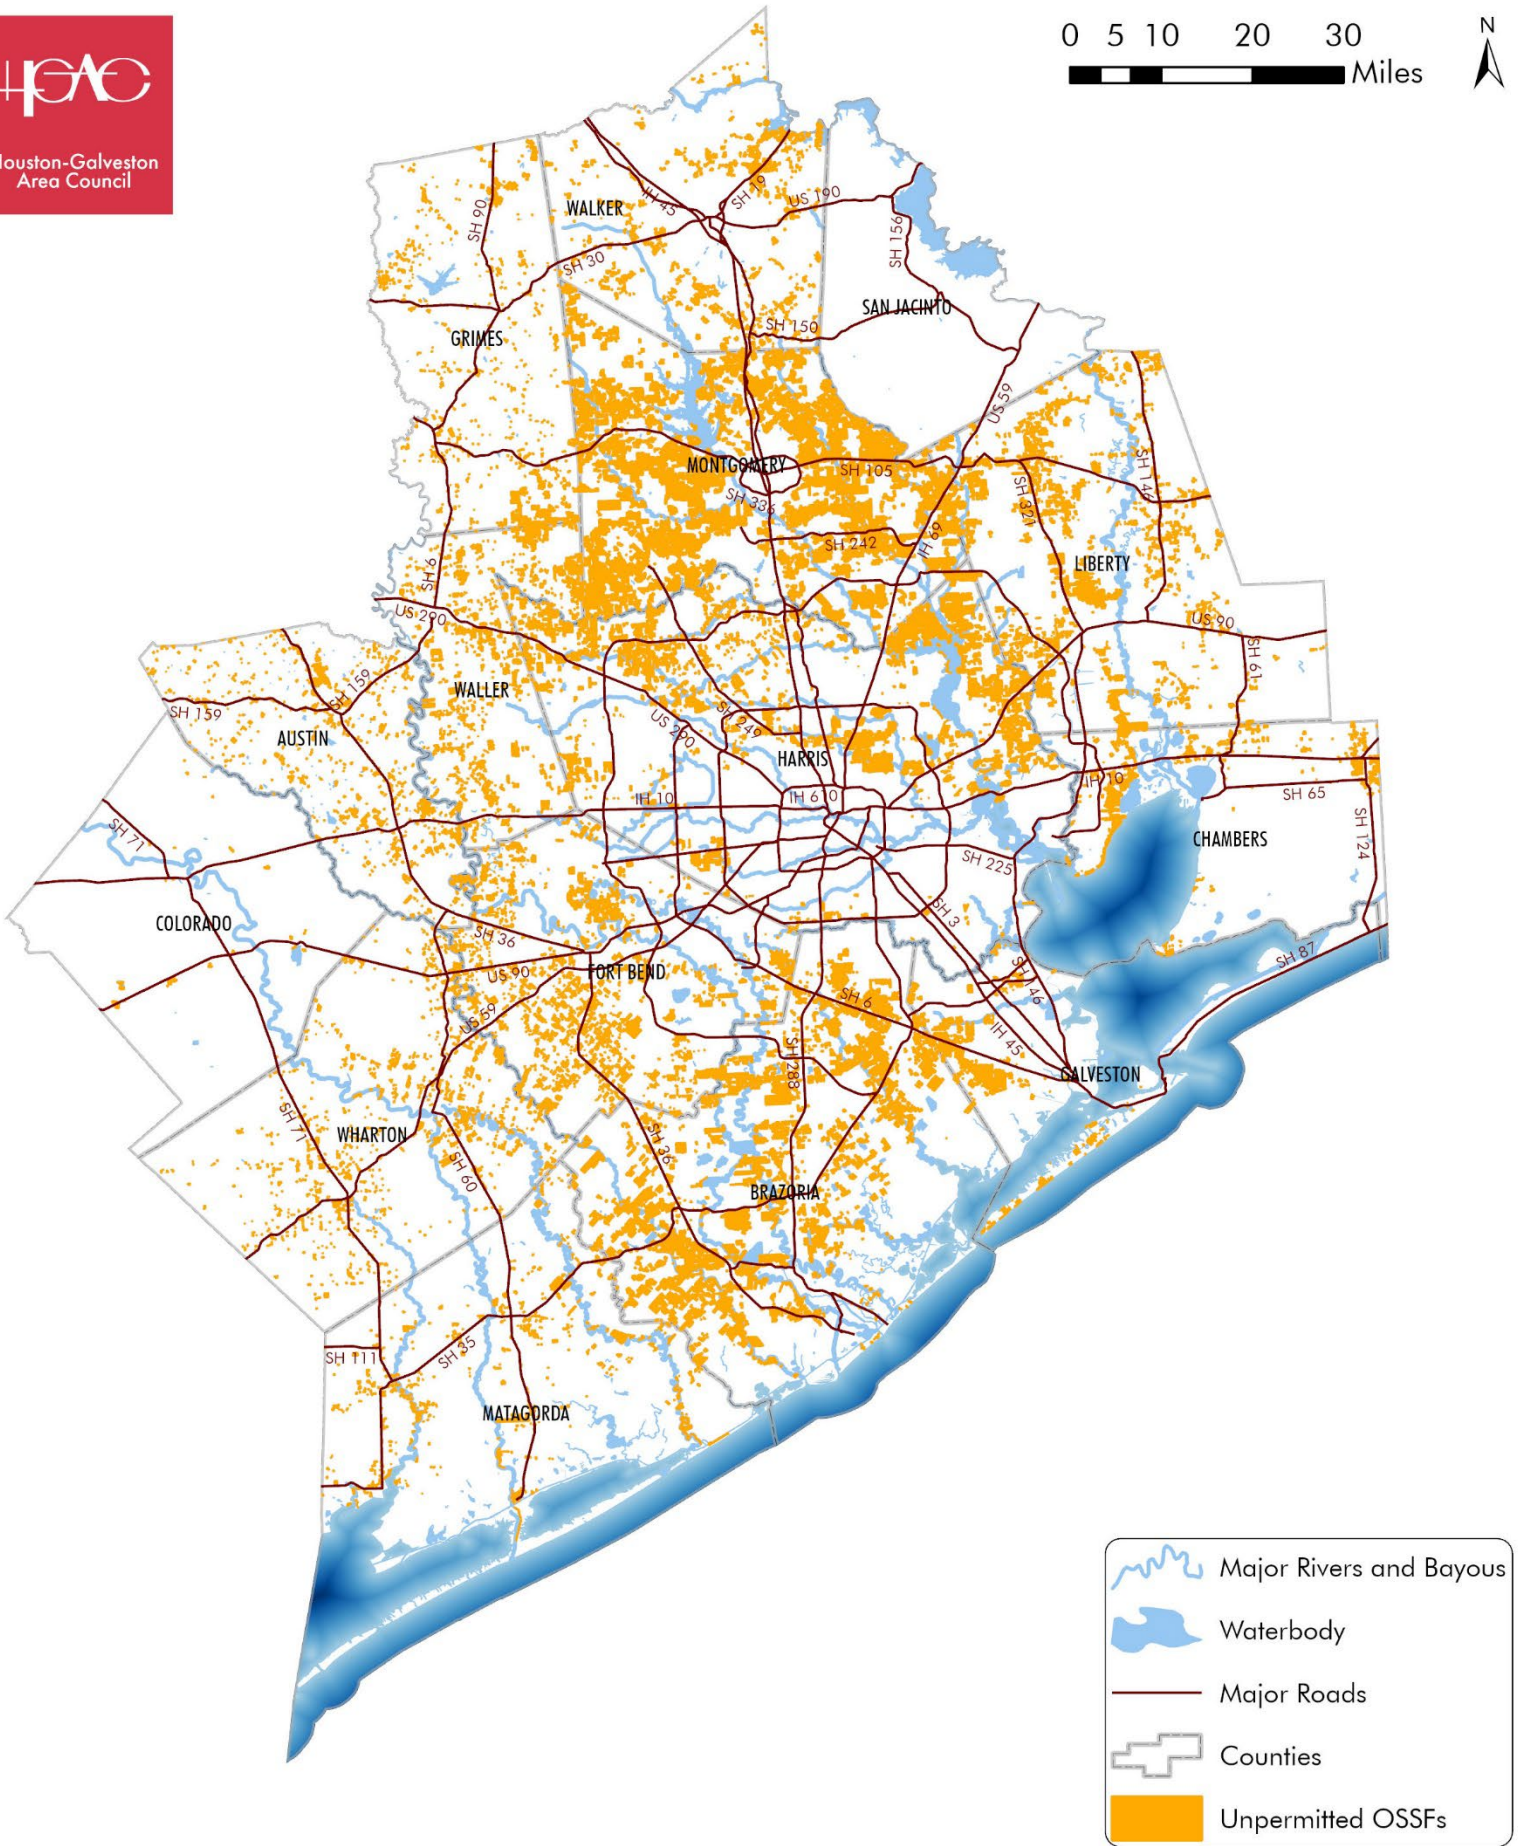 0 5 10 20 30
Miles
N
HGAC
Houston-Galveston
Area Council
WALKER
IH 45
SH 19
US 190
SH 90
SH 156
SH 30
SAN JACINTO
SH 150
GRIMES
US 59
MONTGOMERY
SH 105
SH 146
SH 336
SH 321
SH 242
IH 69
LIBERTY
SH 6
US 290
US 90
SH 61
SH 159
WALLER
SH 159
AUSTIN
SH 249
US 290
HARRIS
IH 10
IH 610
IH 10
SH 65
SH 71
SH 124
CHAMBERS
SH 225
COLORADO
SH 3
SH 36
SH 87
US 90
FORT BEND
SH 146
SH 6
US 59
IH 45
SH 288
GALVESTON
SH 71
WHARTON
SH 36
SH 60
BRAZORIA
SH 111
SH 35
MATAGORDA
Major Rivers and Bayous
Waterbody
Major Roads
Counties
Unpermitted OSSFs